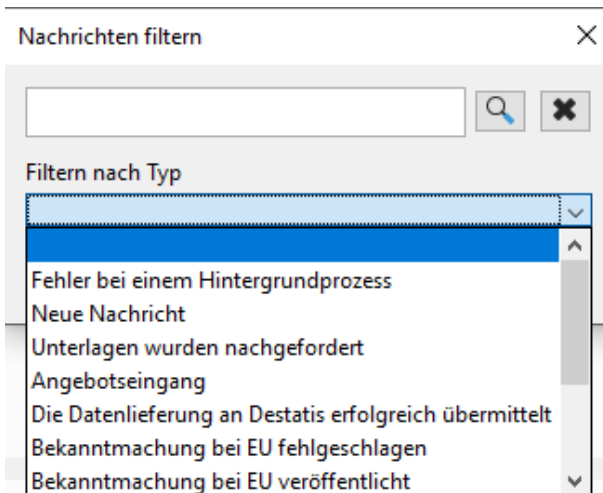 Nachrichten filtern
Filtern nach Typ
Fehler bei einem Hintergrundprozess
Neue Nachricht
Unterlagen wurden nachgefordert
Angebotseingang
Die Datenlieferung an Destatis erfolgreich übermittelt
Bekanntmachung bei EU fehlgeschlagen
Bekanntmachung bei EU veröffentlicht